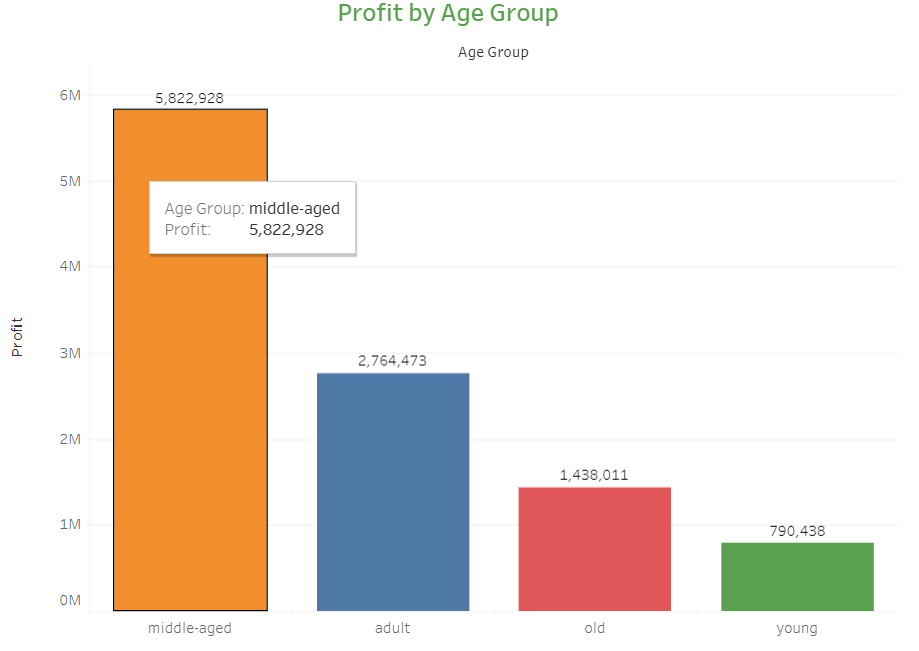 Profit by Age Group
Age Group
6M
5,822,928
5M
Age Group: middle-aged
Profit: 5,822,928
4M
Profit
3M
2,764,473
2M
1,438,011
1M
790,438
0M
middle-aged adult old young